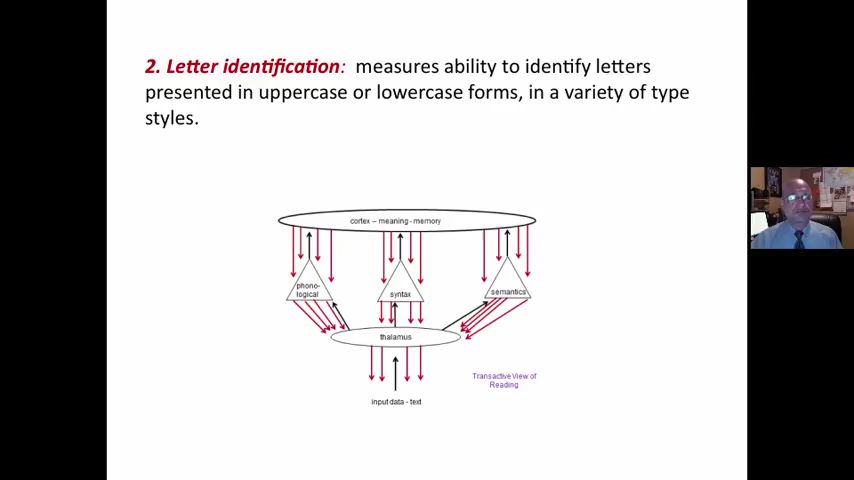 2. Letter identification: measures ability to identify letters
presented in uppercase or lowercase forms, in a variety of type
styles.
cortex – meaning - memory
phono-
logical
syntax
semantics
thalamus
Transactive View of
Reading
input data - text